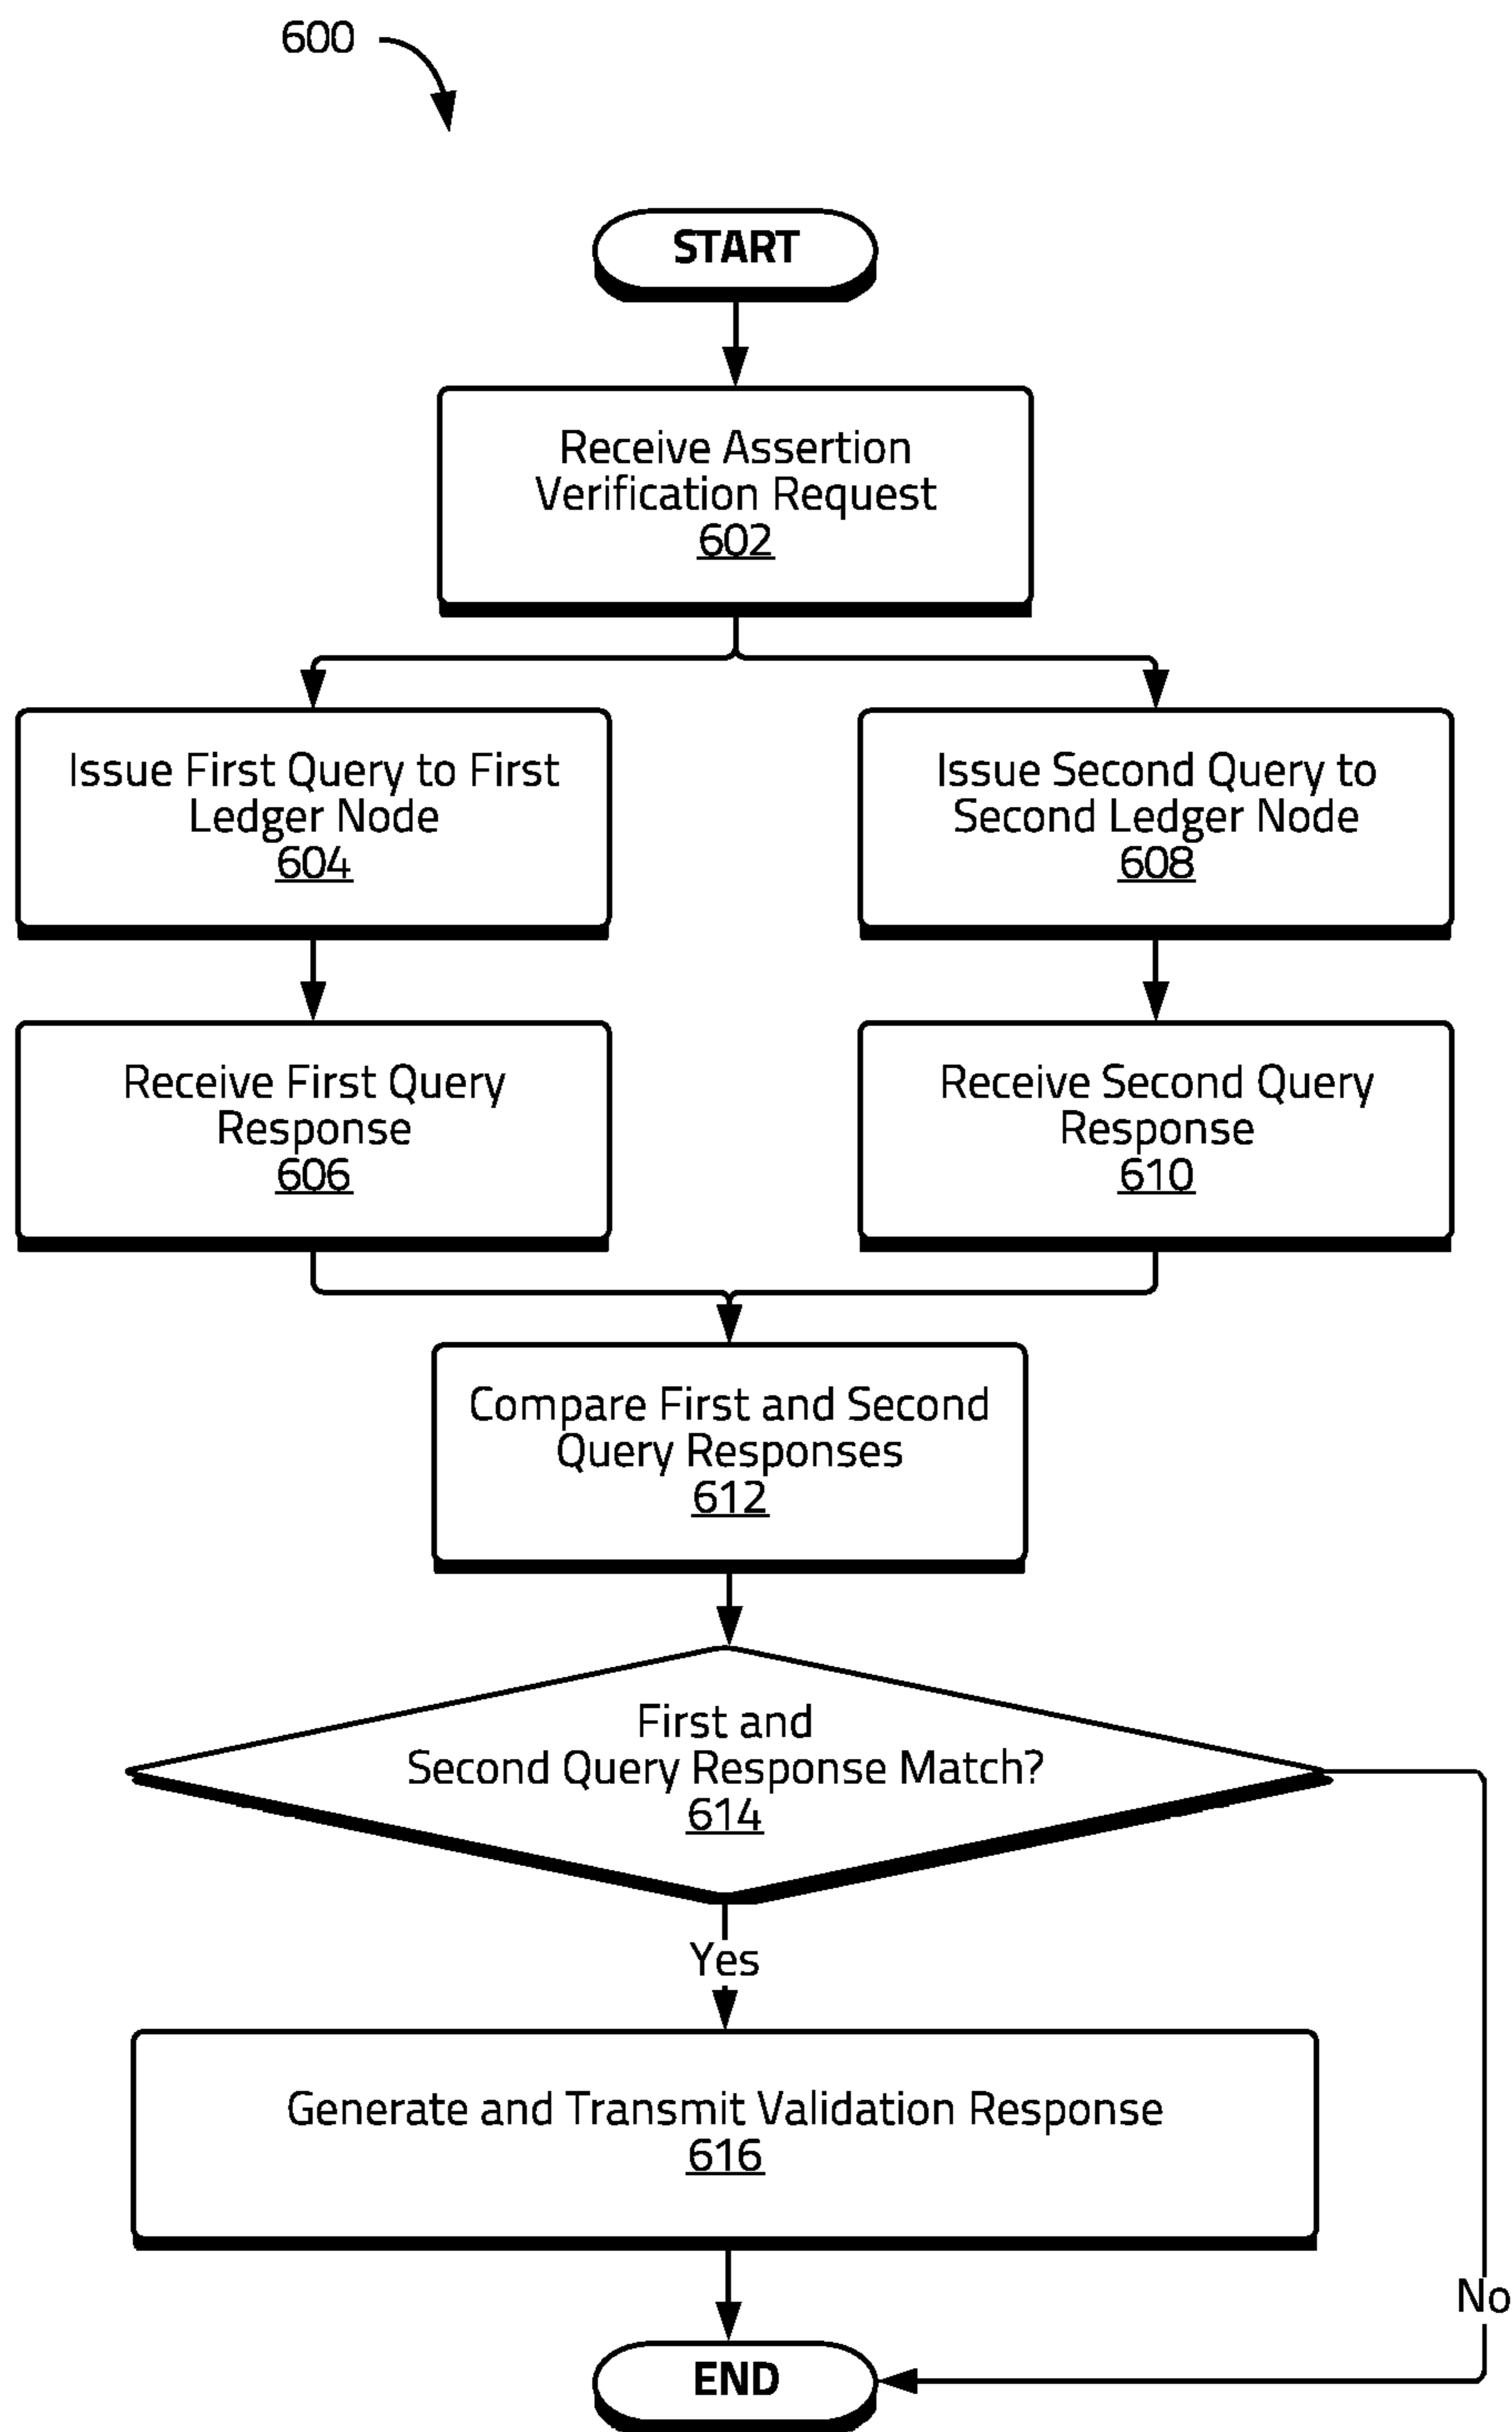 600
START
Receive Assertion
Verification Request
602
Issue First Query to First
Ledger Node
604
Issue Second Query to
Second Ledger Node
608
Receive First Query
Response
606
Receive Second Query
Response
610
Compare First and Second
Query Responses
612
First and
Second Query Response Match?
614
Yes
Generate and Transmit Validation Response
616
No
END